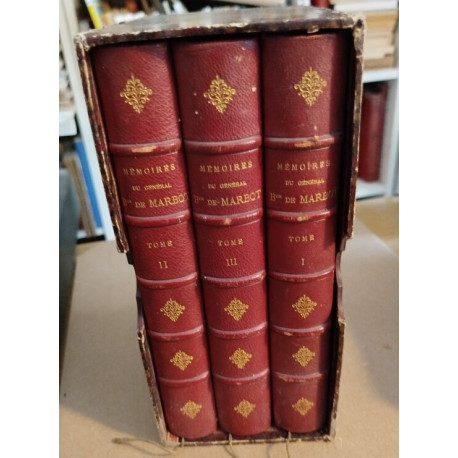 MÉMOIRES
DU GÉNÉRAL
Bᵒⁿ DE MARBOT
TOME
II
MÉMOIRES
DU GÉNÉRAL
Bᵒⁿ DE MARBOT
TOME
III
MÉMOIRES
DU GÉNÉRAL
Bᵒⁿ DE MARBOT
TOME
I